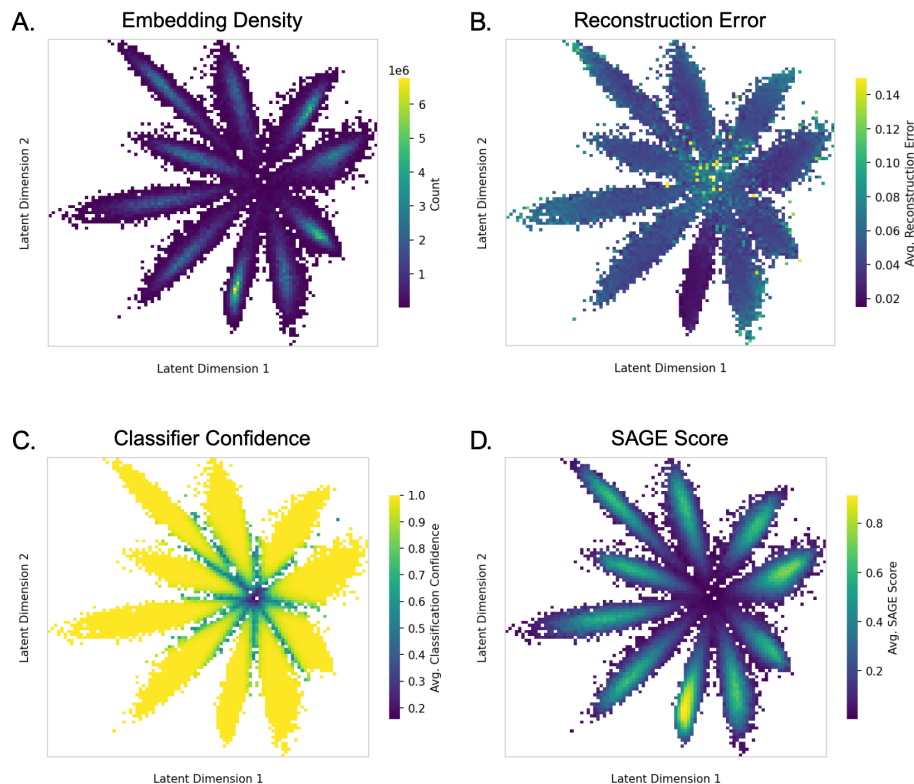 A.
Embedding Density
1e6
6
5
4
3
2
1
Count
Latent Dimension 2
Latent Dimension 1
B.
Reconstruction Error
0.14
0.12
0.10
0.08
0.06
0.04
0.02
Avg. Reconstruction Error
Latent Dimension 2
Latent Dimension 1
C.
Classifier Confidence
1.0
0.9
0.8
0.7
0.6
0.5
0.4
0.3
0.2
Avg. Classification Confidence
Latent Dimension 2
Latent Dimension 1
D.
SAGE Score
0.8
0.6
0.4
0.2
Avg. SAGE Score
Latent Dimension 2
Latent Dimension 1